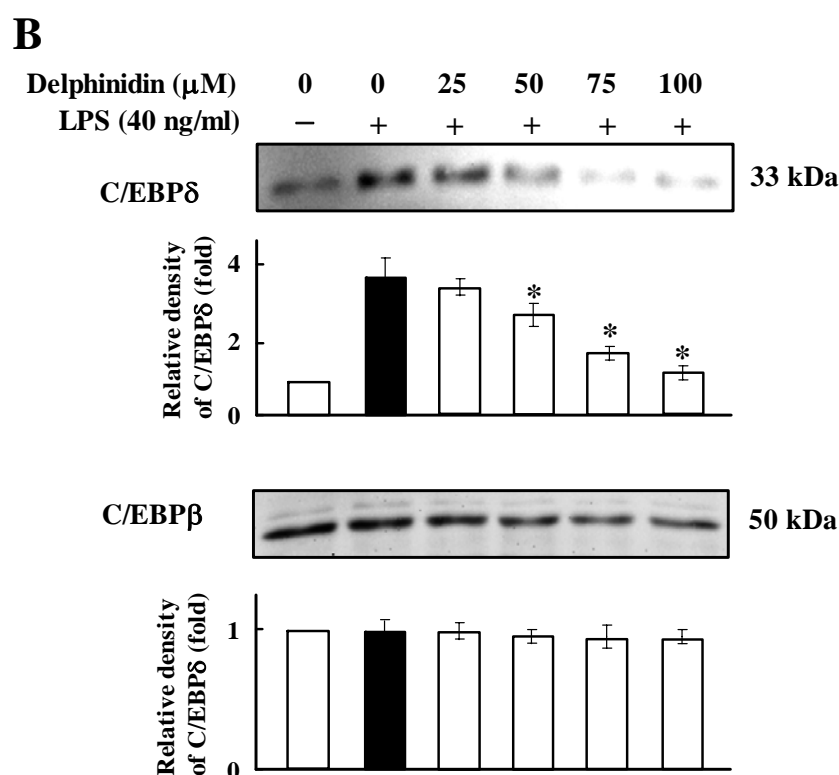 B
Delphinidin (μM) 0 0 25 50 75 100
LPS (40 ng/ml) − + + + + +
C/EBPδ 33 kDa
Relative density
of C/EBPδ (fold)
4
2
0
* * *
C/EBPβ 50 kDa
Relative density
of C/EBPδ (fold)
1
0